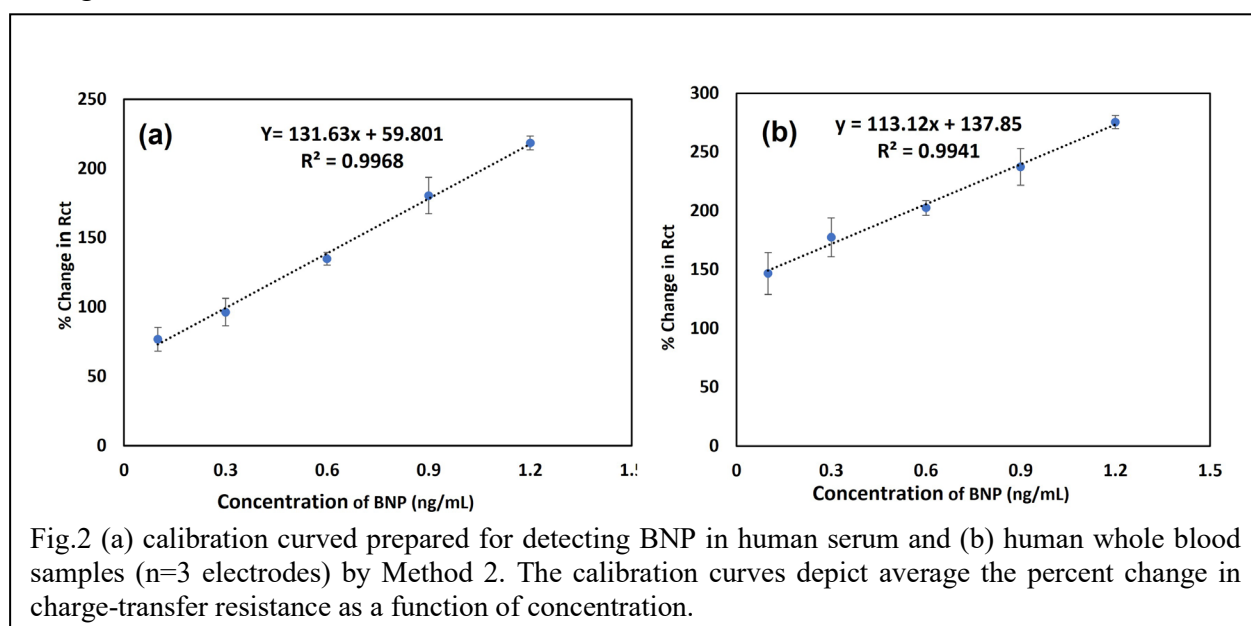 (a)
Y= 131.63x + 59.801
R² = 0.9968
% Change in Rct
250
200
150
100
50
0
0 0.3 0.6 0.9 1.2
Concentration of BNP (ng/mL)
(b)
y = 113.12x + 137.85
R² = 0.9941
% Change in Rct
300
250
200
150
100
50
0
0 0.3 0.6 0.9 1.2 1.5
Concentration of BNP (ng/mL)
Fig.2 (a) calibration curved prepared for detecting BNP in human serum and (b) human whole blood
samples (n=3 electrodes) by Method 2. The calibration curves depict average the percent change in
charge-transfer resistance as a function of concentration.